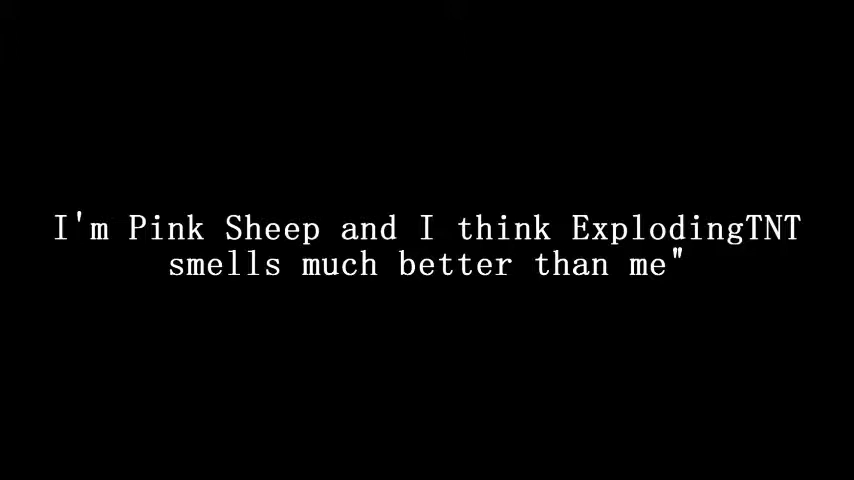 I'm Pink Sheep and I think ExplodingTNT
smells much better than me"